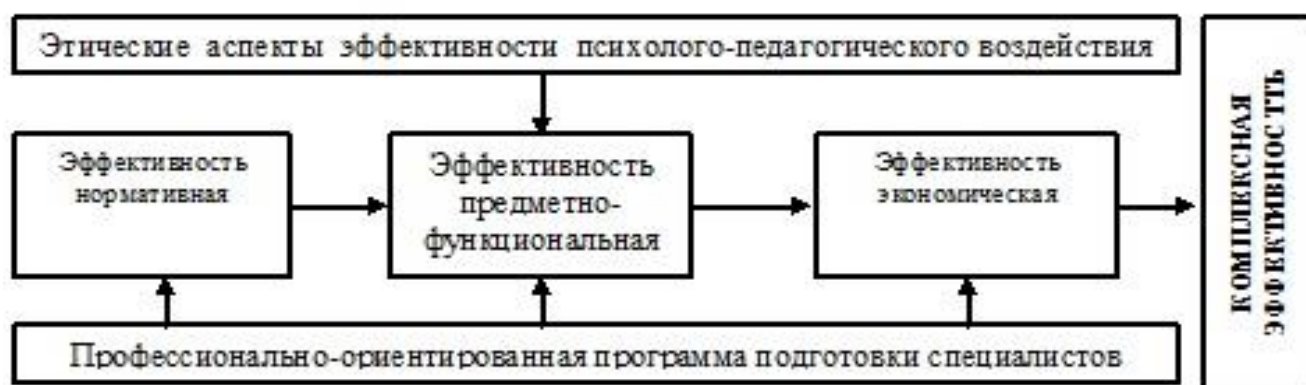 Этические аспекты эффективности психолого-педагогического воздействия
Эффективность
нормативная
Эффективность
предметно-
функциональная
Эффективность
экономическая
Профессионально-ориентированная программа подготовки специалистов
КОМПЛЕКСНАЯ
ЭФФЕКТИВНОСТЬ